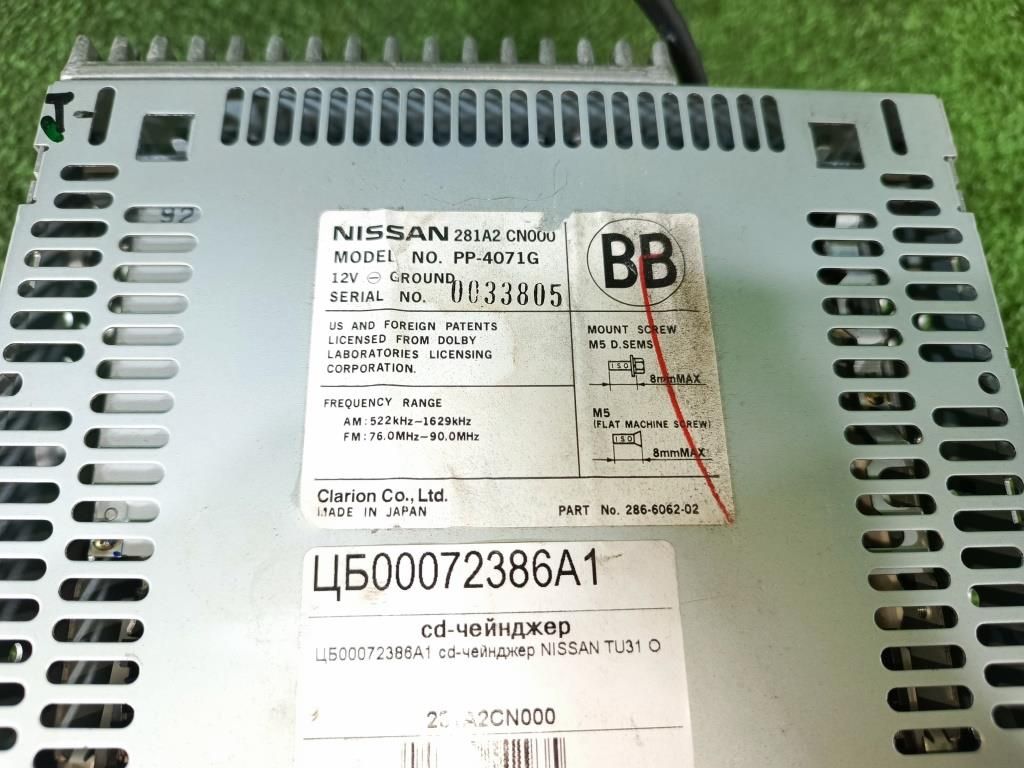 J
92
NISSAN 281A2 CN000
MODEL NO. PP-4071G
12V ⊖ GROUND
SERIAL NO. 0033805
BB
US AND FOREIGN PATENTS
LICENSED FROM DOLBY
LABORATORIES LICENSING
CORPORATION.
MOUNT SCREW
M5 D.SEMS
ISO
8mmMAX
FREQUENCY RANGE
AM: 522kHz-1629kHz
FM: 76.0MHz-90.0MHz
M5
(FLAT MACHINE SCREW)
ISO
8mmMAX
Clarion Co., Ltd.
MADE IN JAPAN
PART No. 286-6062-02
ЦБ00072386А1
cd-чейнджер
ЦБ00072386А1 cd-чейнджер NISSAN TU31 O
281A2CN000